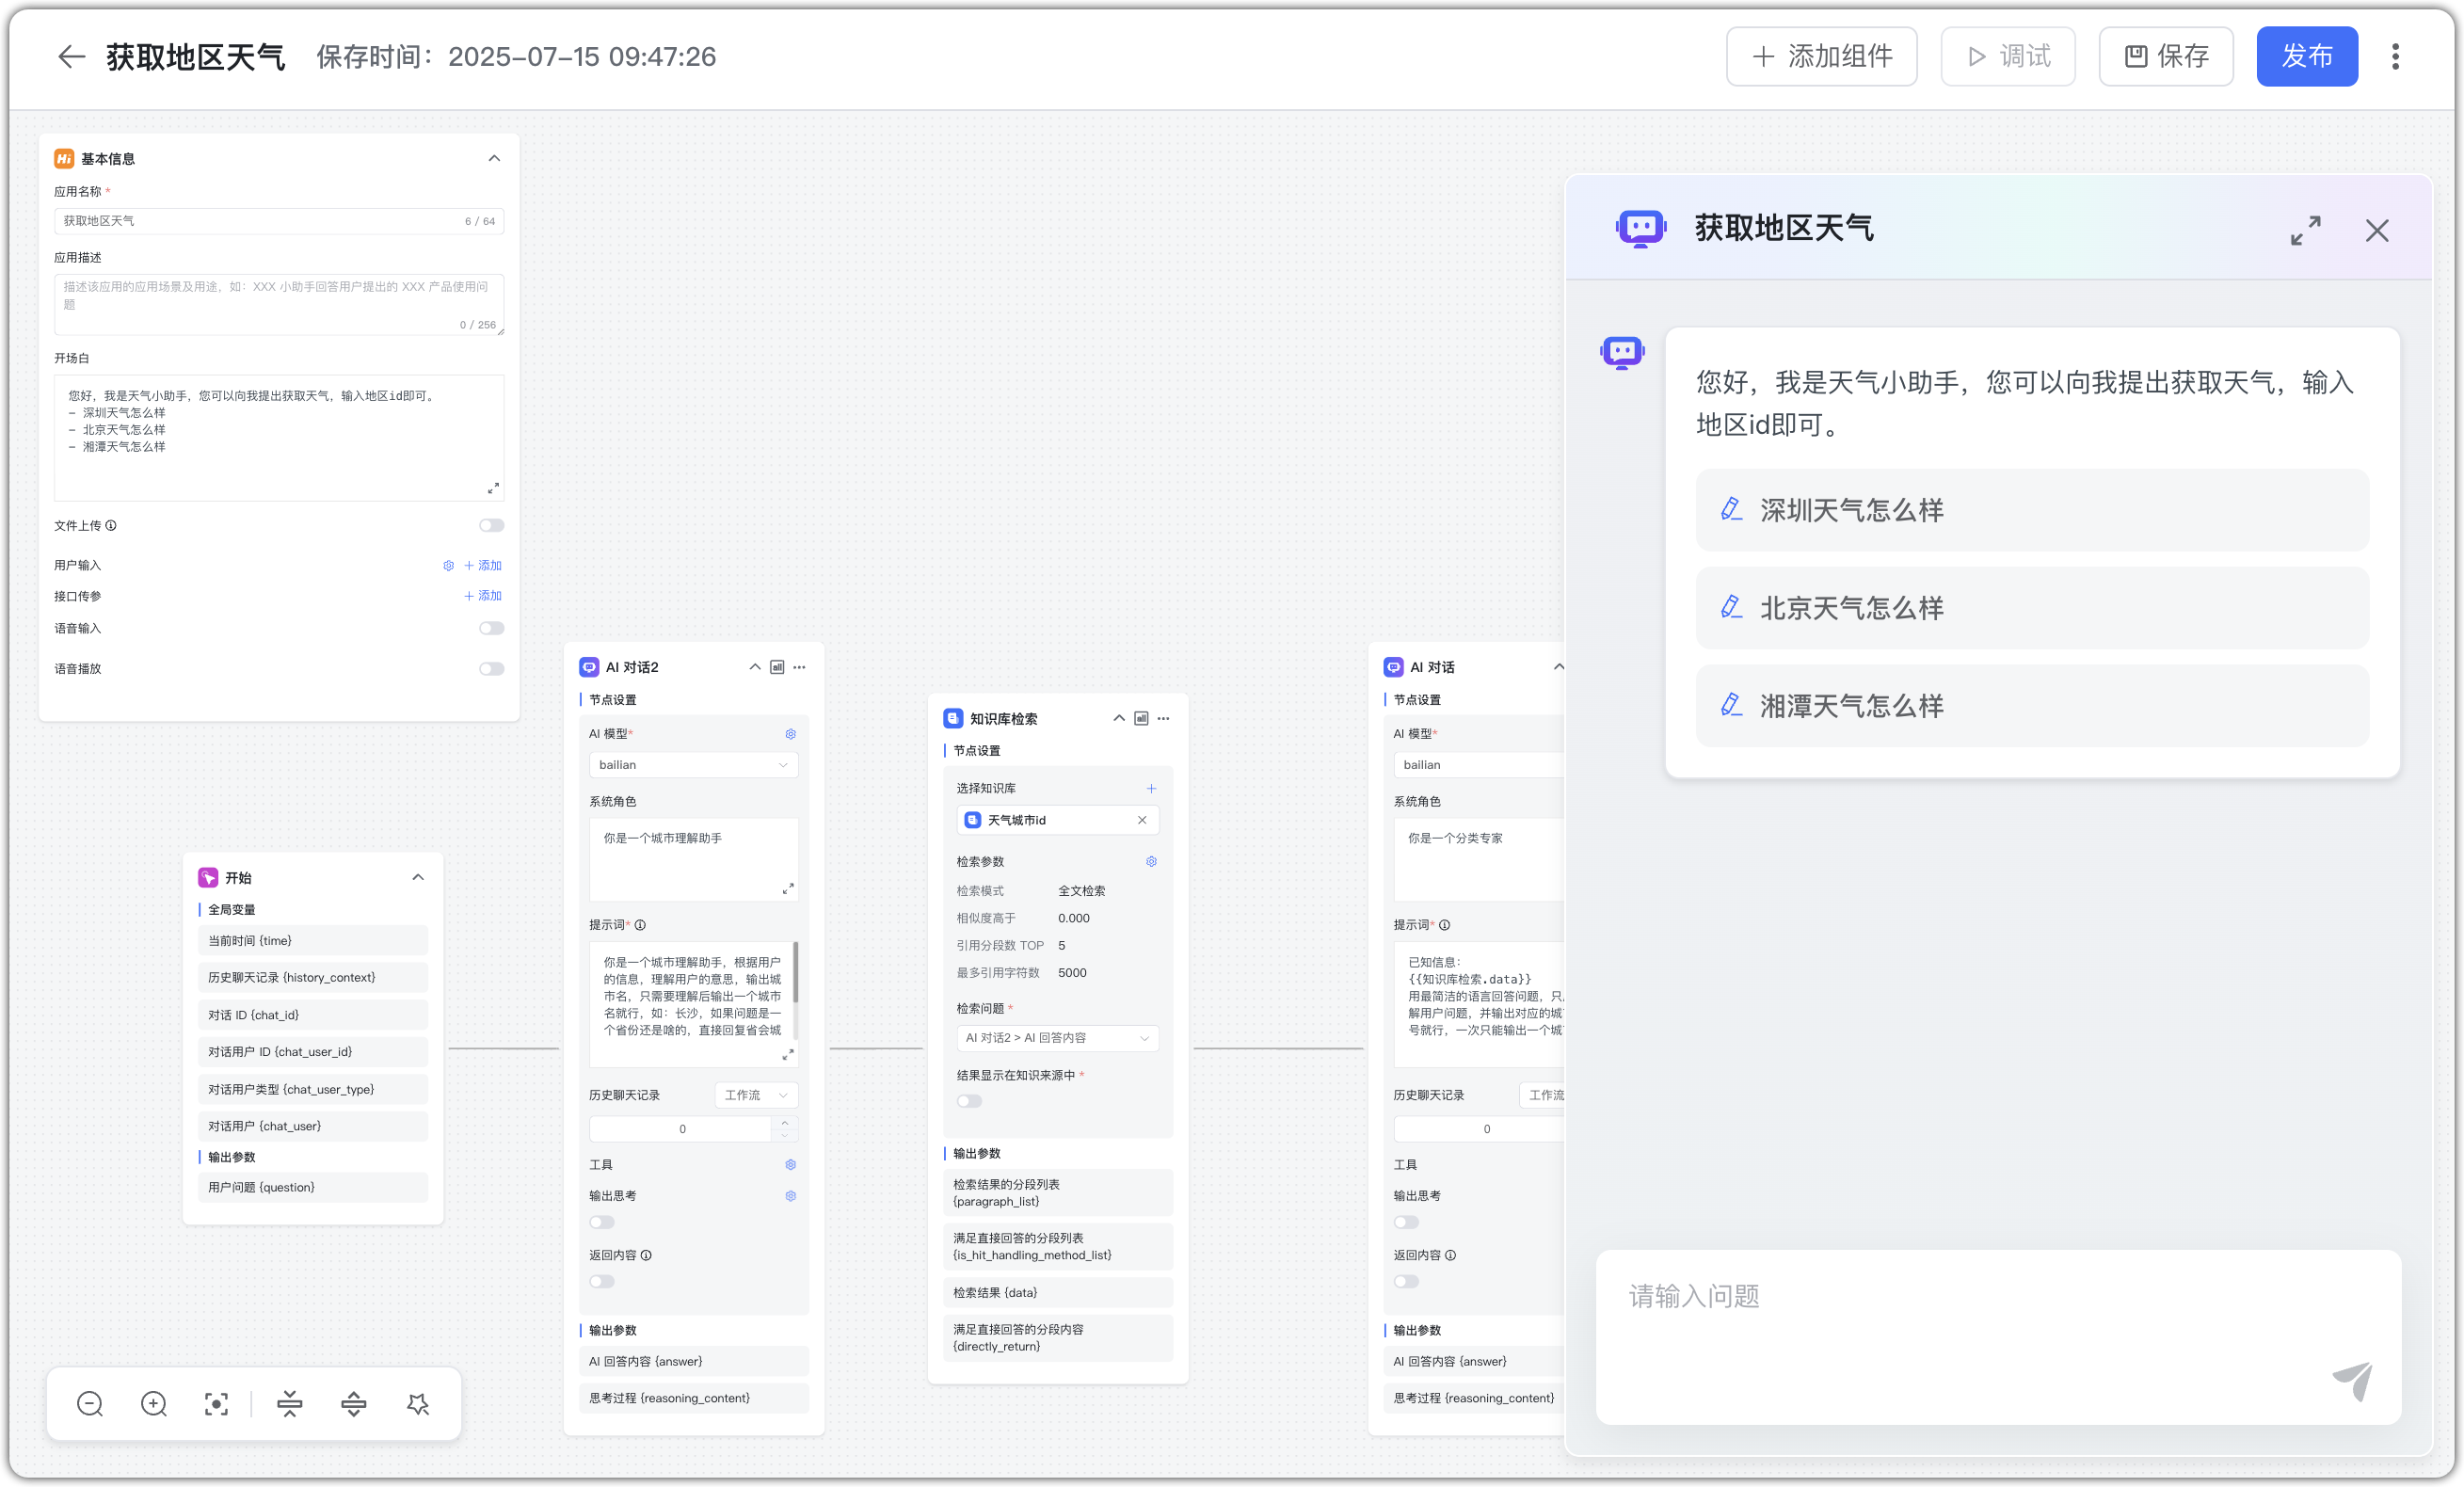 获取地区天气 保存时间：2025-07-15 09:47:26
添加组件 调试 保存 发布
基本信息
应用名称 *
获取地区天气 6 / 64
应用描述
描述该应用的应用场景及用途，如：XXX 小助手回答用户提出的 XXX 产品使用问
题
0 / 256
开场白
您好，我是天气小助手，您可以向我提出获取天气，输入地区id即可。
- 深圳天气怎么样
- 北京天气怎么样
- 湘潭天气怎么样
文件上传
用户输入 添加
接口传参 添加
语音输入
语音播放
开始
全局变量
当前时间 {time}
历史聊天记录 {history_context}
对话 ID {chat_id}
对话用户 ID {chat_user_id}
对话用户类型 {chat_user_type}
对话用户 {chat_user}
输出参数
用户问题 {question}
AI 对话2
节点设置
AI 模型*
bailian
系统角色
你是一个城市理解助手
提示词*
你是一个城市理解助手，根据用户
的信息，理解用户的意思，输出城
市名，只需要理解后输出一个城市
名就行，如：长沙，如果问题是一
个省份还是啥的，直接回复省会城
历史聊天记录 工作流
0
工具
输出思考
返回内容
输出参数
AI 回答内容 {answer}
思考过程 {reasoning_content}
知识库检索
节点设置
选择知识库
天气城市id
检索参数
检索模式 全文检索
相似度高于 0.000
引用分段数 TOP 5
最多引用字符数 5000
检索问题 *
AI 对话2 > AI 回答内容
结果显示在知识来源中 *
输出参数
检索结果的分段列表
{paragraph_list}
满足直接回答的分段列表
{is_hit_handling_method_list}
检索结果 {data}
满足直接回答的分段内容
{directly_return}
AI 对话
节点设置
AI 模型*
bailian
系统角色
你是一个分类专家
提示词*
已知信息：
{{知识库检索.data}}
用最简洁的语言回答问题，只
解用户问题，并输出对应的城
号就行，一次只能输出一个城
历史聊天记录 工作流
0
工具
输出思考
返回内容
输出参数
AI 回答内容 {answer}
思考过程 {reasoning_content}
获取地区天气
您好，我是天气小助手，您可以向我提出获取天气，输入
地区id即可。
深圳天气怎么样
北京天气怎么样
湘潭天气怎么样
请输入问题